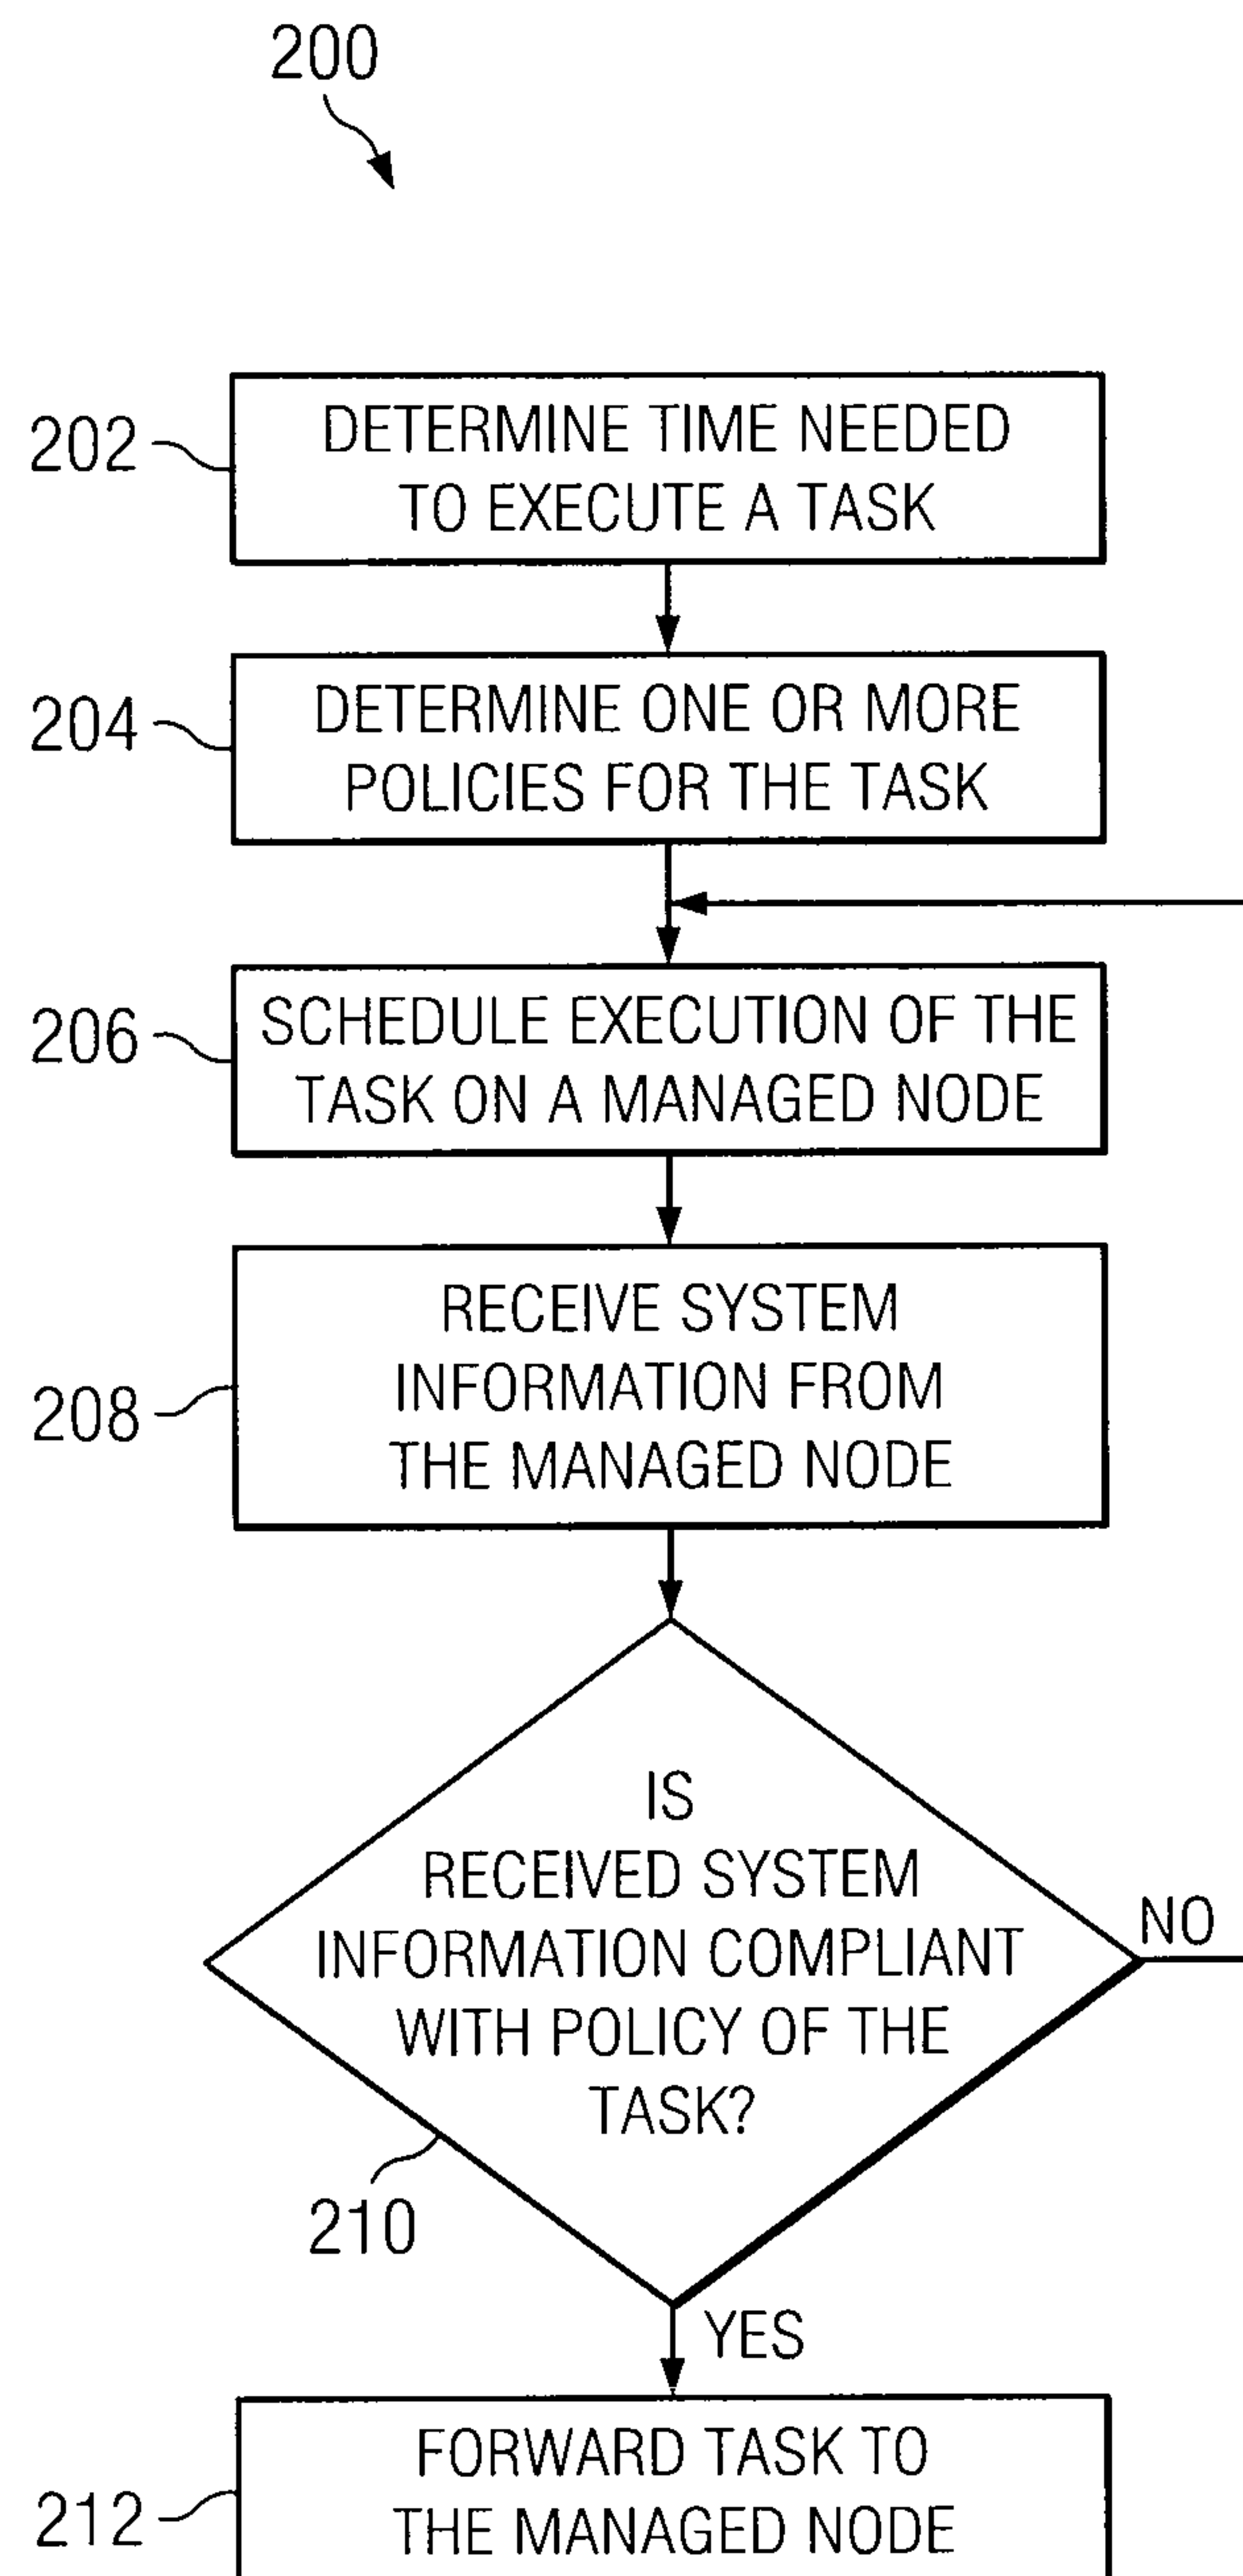 200
202
DETERMINE TIME NEEDED
TO EXECUTE A TASK
204
DETERMINE ONE OR MORE
POLICIES FOR THE TASK
206
SCHEDULE EXECUTION OF THE
TASK ON A MANAGED NODE
208
RECEIVE SYSTEM
INFORMATION FROM
THE MANAGED NODE
IS
RECEIVED SYSTEM
INFORMATION COMPLIANT
WITH POLICY OF THE
TASK?
NO
210
YES
212
FORWARD TASK TO
THE MANAGED NODE